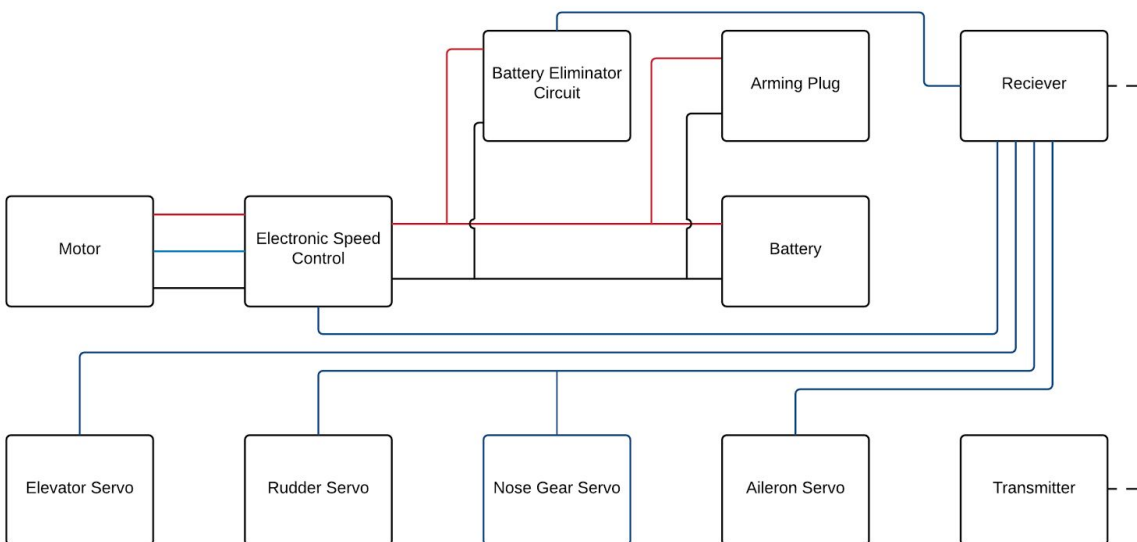 Battery Eliminator
Circuit
Arming Plug
Reciever
Motor
Electronic Speed
Control
Battery
Elevator Servo
Rudder Servo
Nose Gear Servo
Aileron Servo
Transmitter